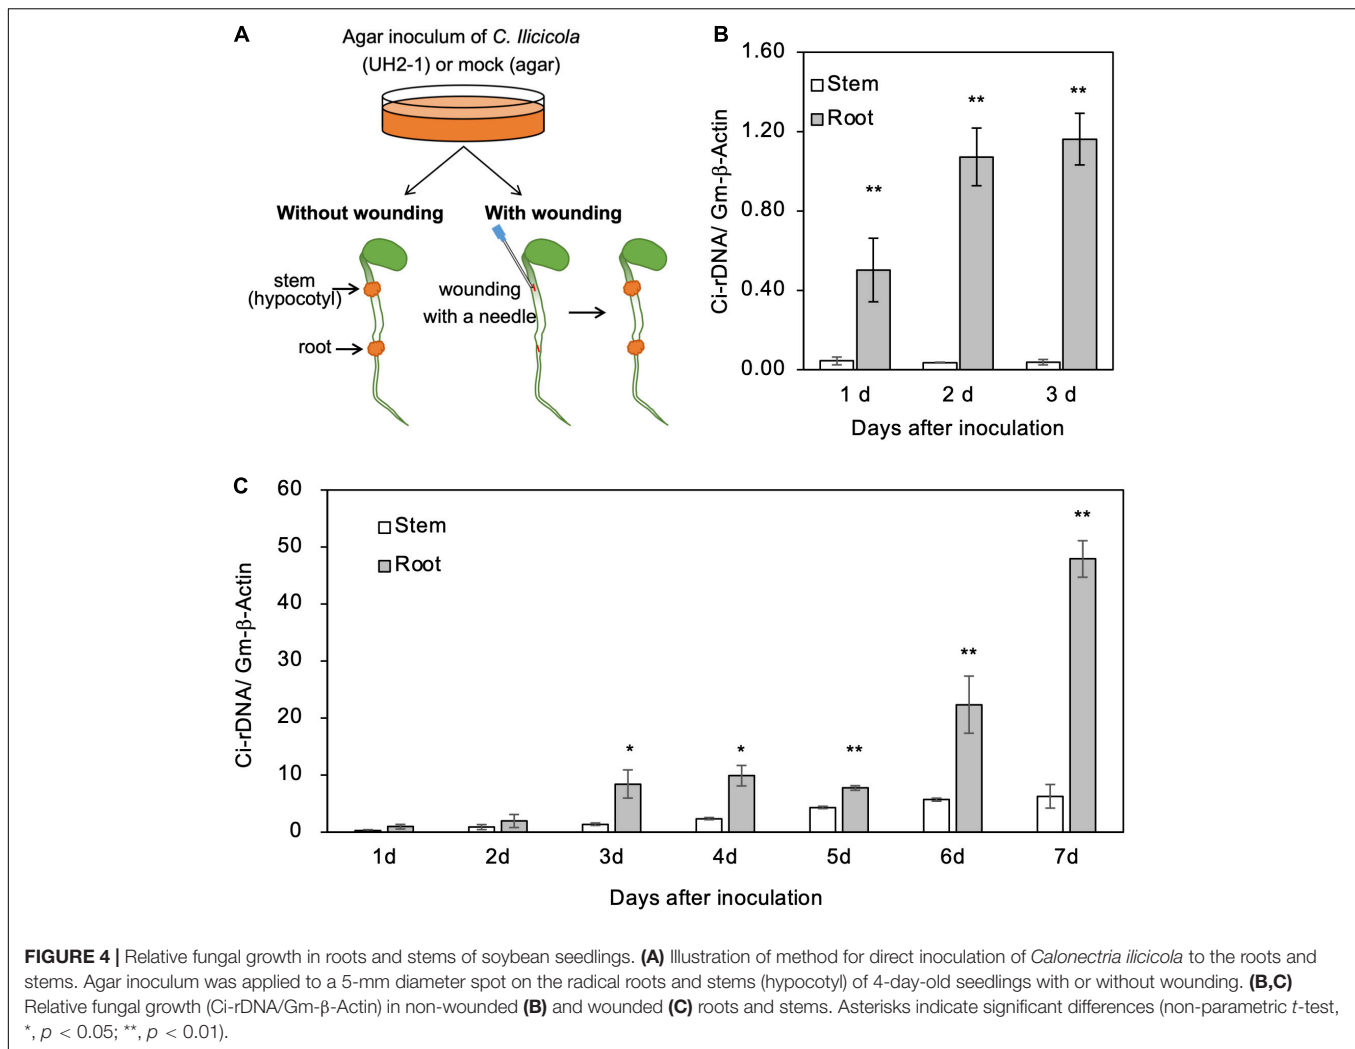 A
Agar inoculum of C. Ilicicola
(UH2-1) or mock (agar)
Without wounding
With wounding
stem
(hypocotyl)
root
wounding
with a needle
B
Ci-rDNA/ Gm-β-Actin
1.60
1.20
0.80
0.40
0.00
Stem
Root
**
**
**
1 d
2 d
3 d
Days after inoculation
C
Ci-rDNA/ Gm-β-Actin
60
50
40
30
20
10
0
Stem
Root
*
*
**
**
**
1d
2d
3d
4d
5d
6d
7d
Days after inoculation
FIGURE 4 | Relative fungal growth in roots and stems of soybean seedlings. (A) Illustration of method for direct inoculation of Calonectria ilicicola to the roots and
stems. Agar inoculum was applied to a 5-mm diameter spot on the radical roots and stems (hypocotyl) of 4-day-old seedlings with or without wounding. (B,C)
Relative fungal growth (Ci-rDNA/Gm-β-Actin) in non-wounded (B) and wounded (C) roots and stems. Asterisks indicate significant differences (non-parametric t-test,
*, p < 0.05; **, p < 0.01).